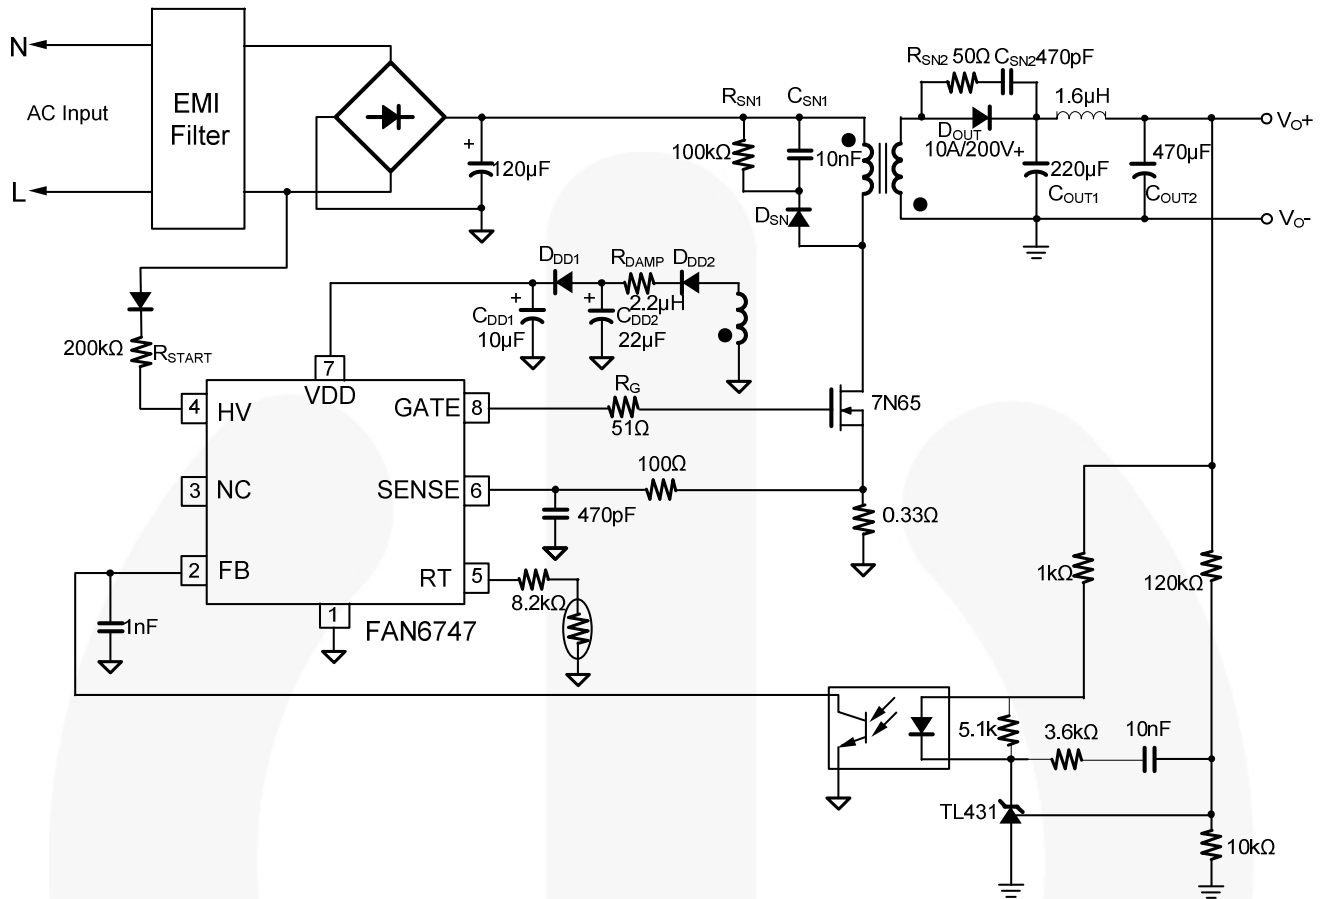 N
AC Input
L
EMI
Filter
+
120µF
RSN1
CSN1
100kΩ
10nF
DSN
RSN2 50Ω CSN2 470pF
1.6µH
DOUT
10A/200V
+
220µF
COUT1
470µF
COUT2
VO+
VO-
DDD1
RDAMP
DDD2
+
+
2.2µH
CDD1
10µF
CDD2
22µF
200kΩ
RSTART
7
VDD
4
HV
GATE
8
RG
51Ω
7N65
3
NC
SENSE
6
100Ω
470pF
0.33Ω
2
FB
RT
5
8.2kΩ
1
FAN6747
1nF
1kΩ
120kΩ
5.1k
3.6kΩ
10nF
TL431
10kΩ